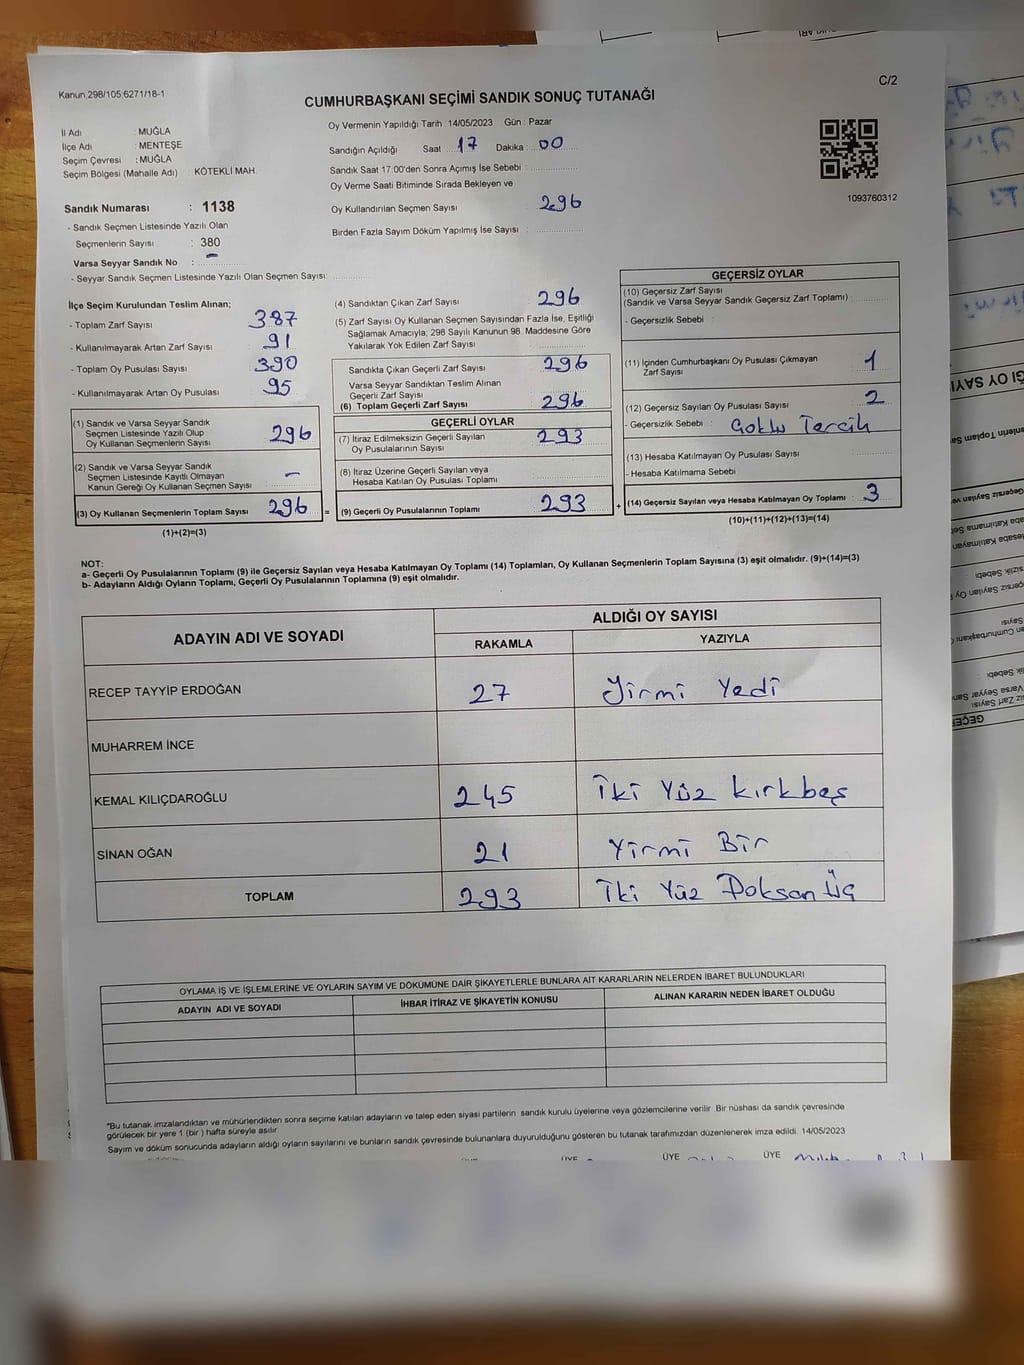 Kanun,298/105;6271/18-1
C/2
CUMHURBAŞKANI SEÇİMİ SANDIK SONUÇ TUTANAĞI
İl Adı : MUĞLA
İlçe Adı : MENTEŞE
Seçim Çevresi : MUĞLA
Seçim Bölgesi (Mahalle Adı) : KÖTEKLİ MAH.
Oy Vermenin Yapıldığı Tarih : 14/05/2023 Gün : Pazar
Sandığın Açıldığı Saat : 17 Dakika : 00
Sandık Saat 17:00'den Sonra Açımış İse Sebebi :
Oy Verme Saati Bitiminde Sırada Bekleyen ve
Oy Kullandırılan Seçmen Sayısı 296
Birden Fazla Sayım Döküm Yapılmış İse Sayısı :
1093760312
Sandık Numarası : 1138
- Sandık Seçmen Listesinde Yazılı Olan
Seçmenlerin Sayısı : 380
Varsa Seyyar Sandık No : -
- Seyyar Sandık Seçmen Listesinde Yazılı Olan Seçmen Sayısı:
İlçe Seçim Kurulundan Teslim Alınan;
- Toplam Zarf Sayısı 387
- Kullanılmayarak Artan Zarf Sayısı 91
- Toplam Oy Pusulası Sayısı 390
- Kullanılmayarak Artan Oy Pusulası 95
(1) Sandık ve Varsa Seyyar Sandık
Seçmen Listesinde Yazılı Olup
Oy Kullanan Seçmenlerin Sayısı 296
(2) Sandık ve Varsa Seyyar Sandık
Seçmen Listesinde Kayıtlı Olmayan
Kanun Gereği Oy Kullanan Seçmen Sayısı -
(3) Oy Kullanan Seçmenlerin Toplam Sayısı 296 =
(1)+(2)=(3)
(4) Sandıktan Çıkan Zarf Sayısı 296
(5) Zarf Sayısı Oy Kullanan Seçmen Sayısından Fazla İse, Eşitliği
Sağlamak Amacıyla, 298 Sayılı Kanunun 98. Maddesine Göre
Yakılarak Yok Edilen Zarf Sayısı
Sandıkta Çıkan Geçerli Zarf Sayısı 296
Varsa Seyyar Sandıktan Teslim Alınan
Geçerli Zarf Sayısı
(6) Toplam Geçerli Zarf Sayısı 296
GEÇERLİ OYLAR
(7) İtiraz Edilmeksizin Geçerli Sayılan
Oy Pusulalarının Toplamı 293
(8) İtiraz Üzerine Geçerli Sayılan veya
Hesaba Katılan Oy Pusulası Toplamı
(9) Geçerli Oy Pusulalarının Toplamı 293 +
GEÇERSİZ OYLAR
(10) Geçersiz Zarf Sayısı
(Sandık ve Varsa Seyyar Sandık Geçersiz Zarf Toplamı) :
- Geçersizlik Sebebi :
(11) İçinden Cumhurbaşkanı Oy Pusulası Çıkmayan
Zarf Sayısı 1
(12) Geçersiz Sayılan Oy Pusulası Sayısı 2
- Geçersizlik Sebebi : Goklu Tercih
(13) Hesaba Katılmayan Oy Pusulası Sayısı
- Hesaba Katılmama Sebebi
(14) Geçersiz Sayılan veya Hesaba Katılmayan Oy Toplamı 3
(10)+(11)+(12)+(13)=(14)
NOT:
a- Geçerli Oy Pusulalarının Toplamı (9) ile Geçersiz Sayılan veya Hesaba Katılmayan Oy Toplamı (14) Toplamları, Oy Kullanan Seçmenlerin Toplam Sayısına (3) eşit olmalıdır. (9)+(14)=(3)
b- Adayların Aldığı Oyların Toplamı, Geçerli Oy Pusulalarının Toplamına (9) eşit olmalıdır.
ADAYIN ADI VE SOYADI
ALDIĞI OY SAYISI
RAKAMLA YAZIYLA
RECEP TAYYİP ERDOĞAN 27 Yirmi Yedi
MUHARREM İNCE
KEMAL KILIÇDAROĞLU 245 İki Yüz Kırkbeş
SİNAN OĞAN 21 Yirmi Bir
TOPLAM 293 İki Yüz Doksan Üç
OYLAMA İŞ VE İŞLEMLERİNE VE OYLARIN SAYIM VE DÖKÜMÜNE DAİR ŞİKAYETLERLE BUNLARA AİT KARARLARIN NELERDEN İBARET BULUNDUKLARI
ADAYIN ADI VE SOYADI İHBAR İTİRAZ VE ŞİKAYETİN KONUSU ALINAN KARARIN NEDEN İBARET OLDUĞU
*Bu tutanak imzalandıktan ve mühürlendikten sonra seçime katılan adayların ve talep eden siyasi partilerin sandık kurulu üyelerine veya gözlemcilerine verilir. Bir nüshası da sandık çevresinde
görülecek bir yere 1 (bir) hafta süreyle asılır.
Sayım ve döküm sonucunda adayların aldığı oyların sayılarını ve bunların sandık çevresinde bulunanlara duyurulduğunu gösteren bu tutanak tarafımızdan düzenlenerek imza edildi. 14/05/2023
ÜYE ÜYE ÜYE